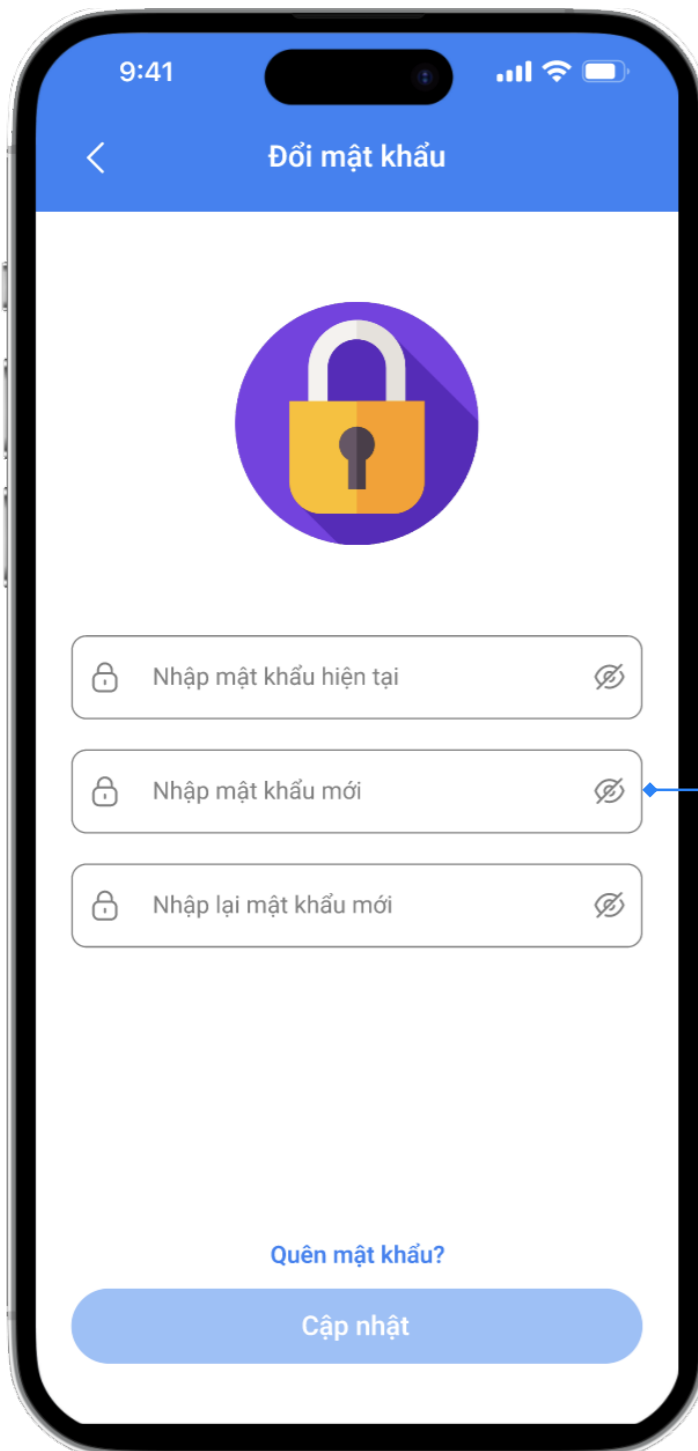 9:41
Đổi mật khẩu
Nhập mật khẩu hiện tại
Nhập mật khẩu mới
Nhập lại mật khẩu mới
Quên mật khẩu?
Cập nhật